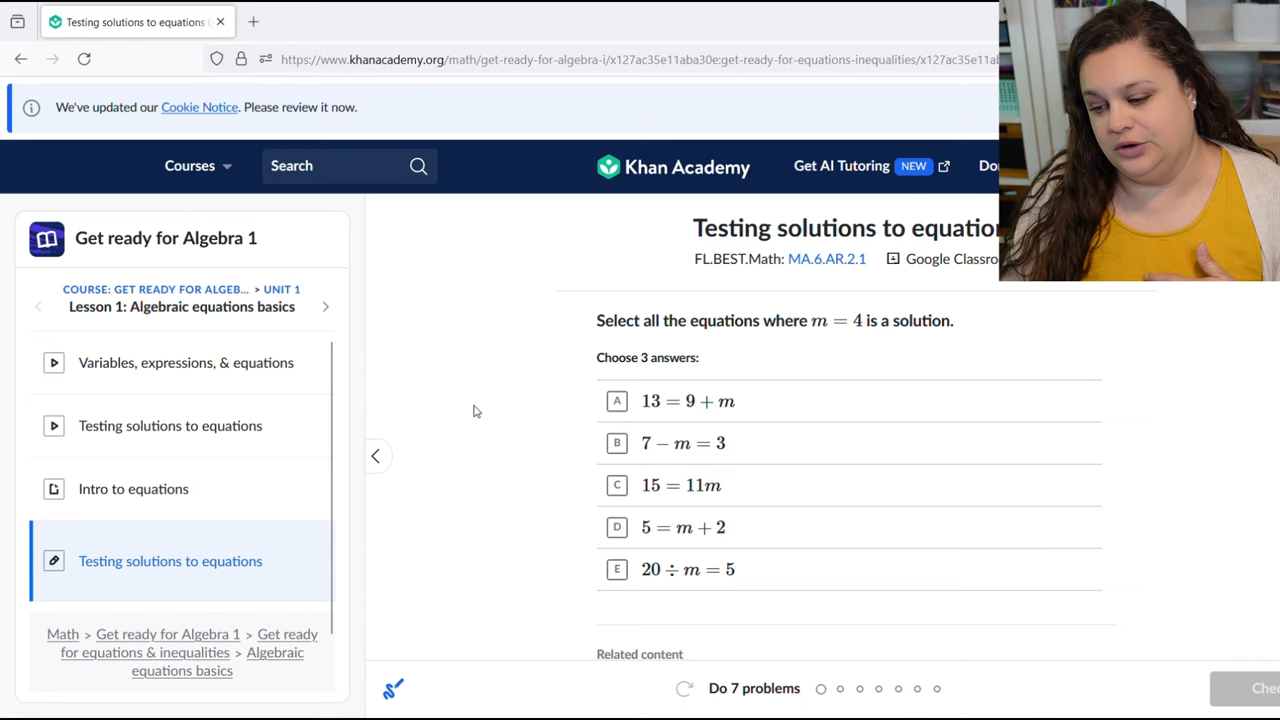 Testing solutions to equations
https://www.khanacademy.org/math/get-ready-for-algebra-i/x127ac35e11aba30e:get-ready-for-equations-inequalities/x127ac35e11ab
We've updated our Cookie Notice. Please review it now.
Courses
Search
Khan Academy
Get AI Tutoring NEW
Do
Get ready for Algebra 1
COURSE: GET READY FOR ALGEB... > UNIT 1
Lesson 1: Algebraic equations basics
Variables, expressions, & equations
Testing solutions to equations
Intro to equations
Testing solutions to equations
Math > Get ready for Algebra 1 > Get ready
for equations & inequalities > Algebraic
equations basics
Testing solutions to equatio
FL.BEST.Math: MA.6.AR.2.1 Google Classro
Select all the equations where m = 4 is a solution.
Choose 3 answers:
A 13 = 9 + m
B 7 − m = 3
C 15 = 11m
D 5 = m + 2
E 20 ÷ m = 5
Related content
Do 7 problems
Chec